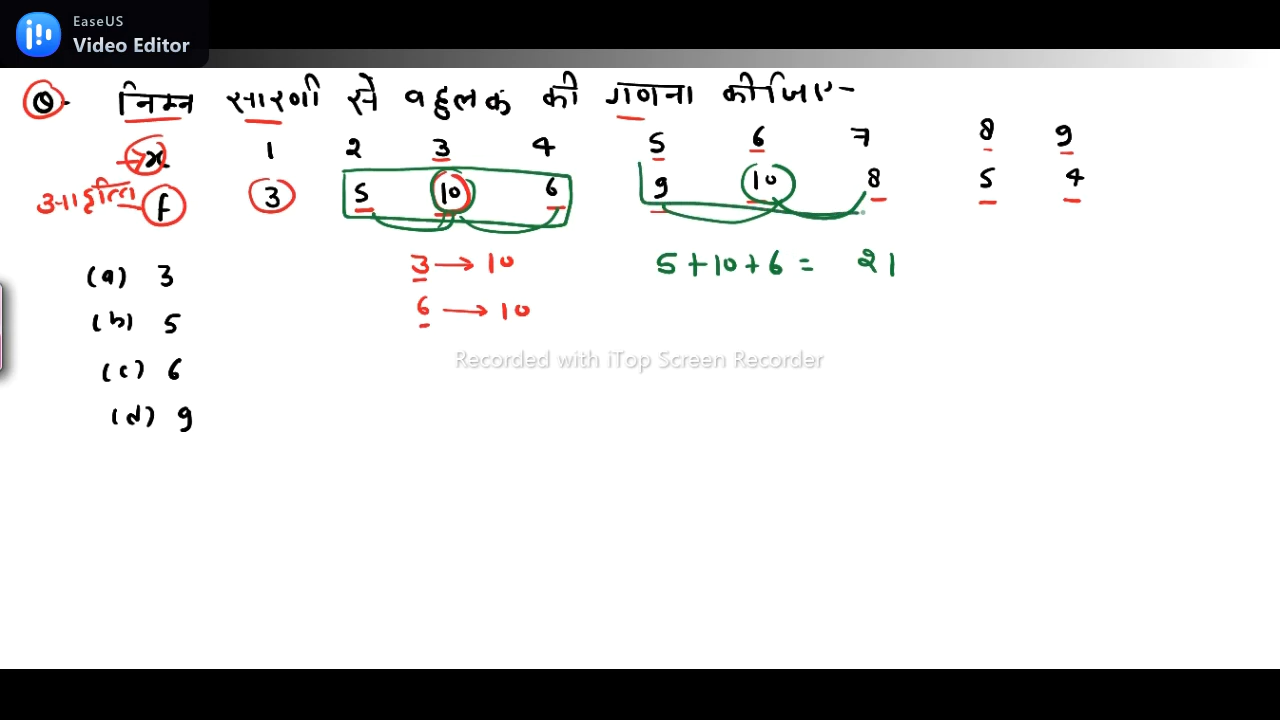 EaseUS
Video Editor
Q. निम्न सारणी से बहुलक की गणना कीजिए-
x 1 2 3 4 5 6 7 8 9
आवृत्ति f 3 5 10 6 9 10 8 5 4
(a) 3
3 → 10
5+10+6 = 21
(b) 5
6 → 10
Recorded with iTop Screen Recorder
(c) 6
(d) 9